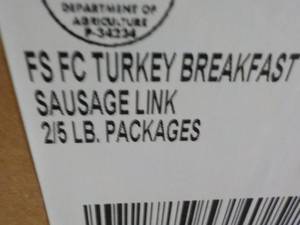 DEPARTMENT OF
AGRICULTURE
P-34234
FS FC TURKEY BREAKFAST
SAUSAGE LINK
2/5 LB. PACKAGES